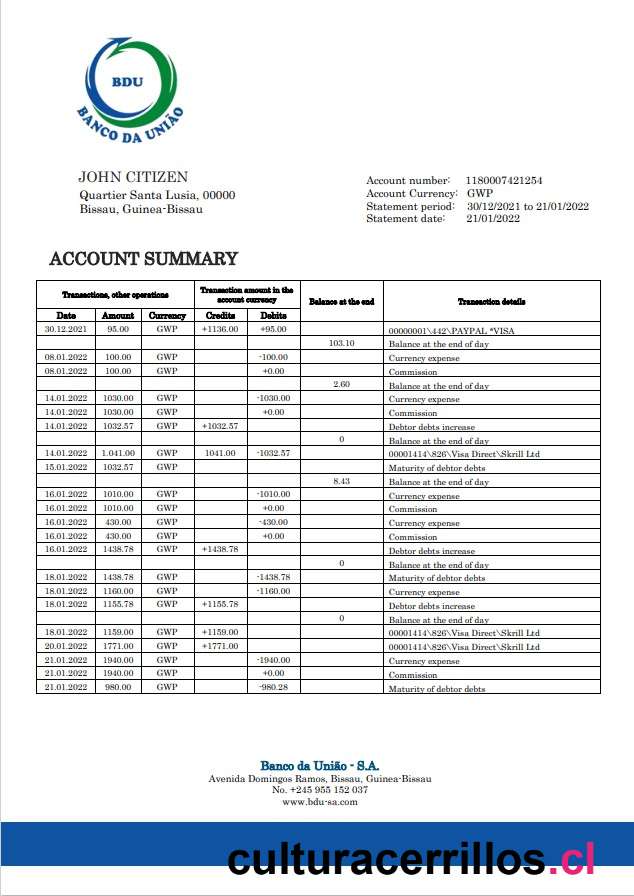 BDU
BANCO DA UNIÃO
JOHN CITIZEN
Quartier Santa Lusia, 00000
Bissau, Guinea-Bissau
Account number: 1180007421254
Account Currency: GWP
Statement period: 30/12/2021 to 21/01/2022
Statement date: 21/01/2022
ACCOUNT SUMMARY
Transactions, other operations Transaction amount in the account currency Balance at the end Transaction details
Date Amount Currency Credits Debits
30.12.2021 95.00 GWP +1136.00 +95.00 00000001\442\PAYPAL *VISA
103.10 Balance at the end of day
08.01.2022 100.00 GWP -100.00 Currency expense
08.01.2022 100.00 GWP +0.00 Commission
2.60 Balance at the end of day
14.01.2022 1030.00 GWP -1030.00 Currency expense
14.01.2022 1030.00 GWP +0.00 Commission
14.01.2022 1032.57 GWP +1032.57 Debtor debts increase
0 Balance at the end of day
14.01.2022 1.041.00 GWP 1041.00 -1032.57 00001414\826\Visa Direct\Skrill Ltd
15.01.2022 1032.57 GWP Maturity of debtor debts
8.43 Balance at the end of day
16.01.2022 1010.00 GWP -1010.00 Currency expense
16.01.2022 1010.00 GWP +0.00 Commission
16.01.2022 430.00 GWP -430.00 Currency expense
16.01.2022 430.00 GWP +0.00 Commission
16.01.2022 1438.78 GWP +1438.78 Debtor debts increase
0 Balance at the end of day
18.01.2022 1438.78 GWP -1438.78 Maturity of debtor debts
18.01.2022 1160.00 GWP -1160.00 Currency expense
18.01.2022 1155.78 GWP +1155.78 Debtor debts increase
0 Balance at the end of day
18.01.2022 1159.00 GWP +1159.00 00001414\826\Visa Direct\Skrill Ltd
20.01.2022 1771.00 GWP +1771.00 00001414\826\Visa Direct\Skrill Ltd
21.01.2022 1940.00 GWP -1940.00 Currency expense
21.01.2022 1940.00 GWP +0.00 Commission
21.01.2022 980.00 GWP -980.28 Maturity of debtor debts
Banco da União - S.A.
Avenida Domingos Ramos, Bissau, Guinea-Bissau
No. +245 955 152 037
www.bdu-sa.com
culturacerrillos.cl